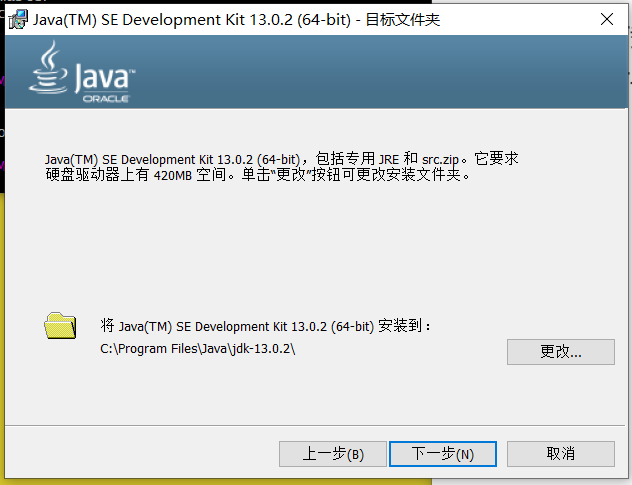 Java(TM) SE Development Kit 13.0.2 (64-bit) - 目标文件夹
Java™
ORACLE
Java(TM) SE Development Kit 13.0.2 (64-bit)，包括专用 JRE 和 src.zip。它要求
硬盘驱动器上有 420MB 空间。单击“更改”按钮可更改安装文件夹。
将 Java(TM) SE Development Kit 13.0.2 (64-bit) 安装到：
C:\Program Files\Java\jdk-13.0.2\
更改...
上一步(B)
下一步(N)
取消